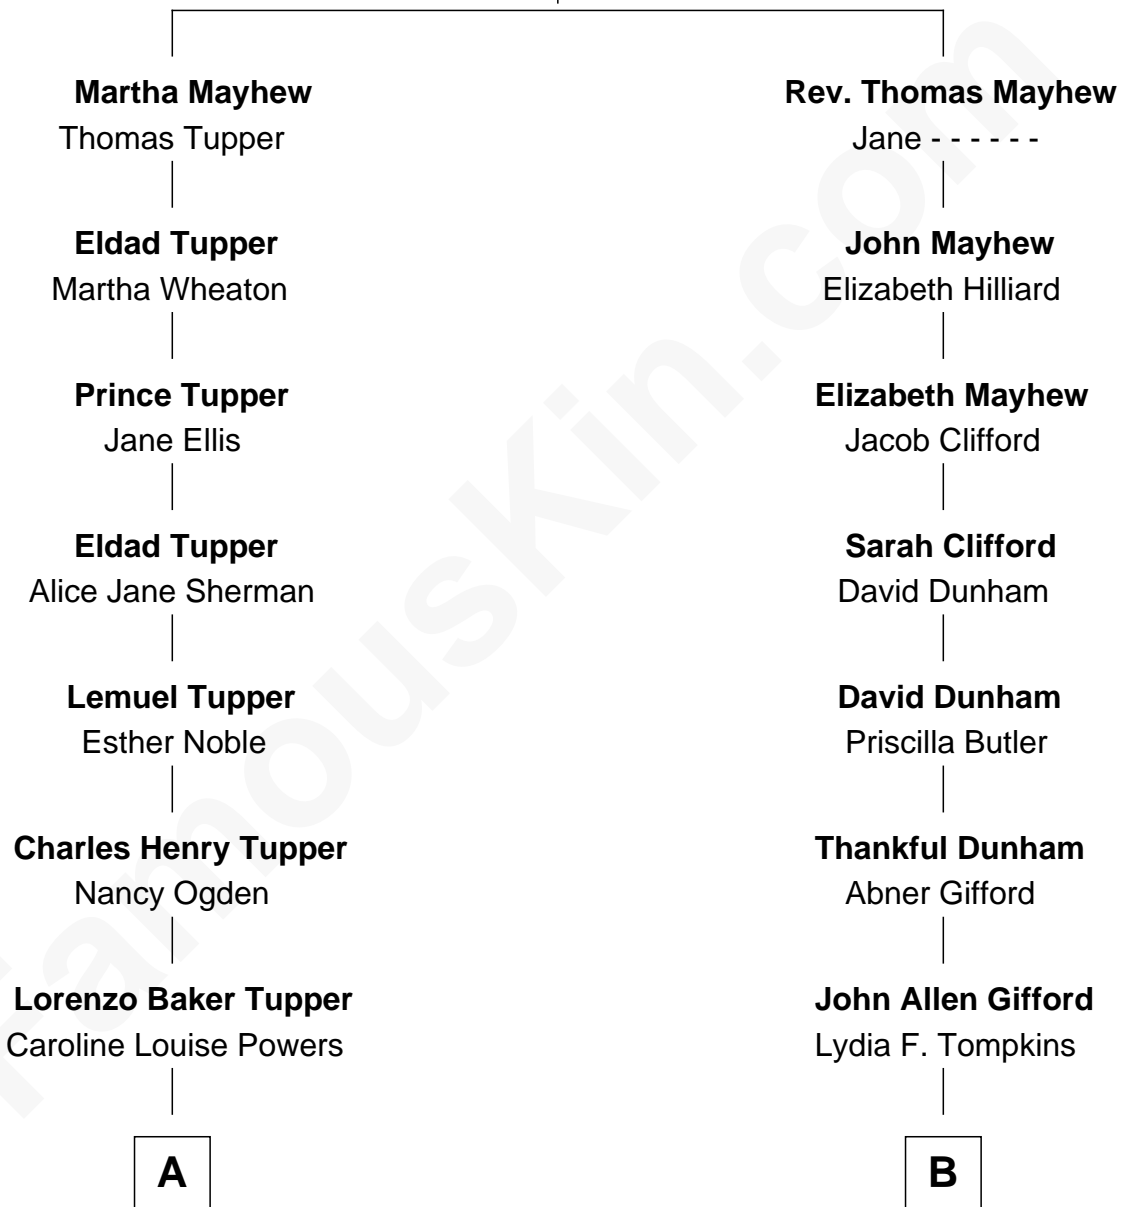 Martha Mayhew
Thomas Tupper
Eldad Tupper
Martha Wheaton
Prince Tupper
Jane Ellis
Eldad Tupper
Alice Jane Sherman
Lemuel Tupper
Esther Noble
Charles Henry Tupper
Nancy Ogden
Lorenzo Baker Tupper
Caroline Louise Powers
A
Rev. Thomas Mayhew
Jane - - - - - -
John Mayhew
Elizabeth Hilliard
Elizabeth Mayhew
Jacob Clifford
Sarah Clifford
David Dunham
David Dunham
Priscilla Butler
Thankful Dunham
Abner Gifford
John Allen Gifford
Lydia F. Tompkins
B
FamousKin.com